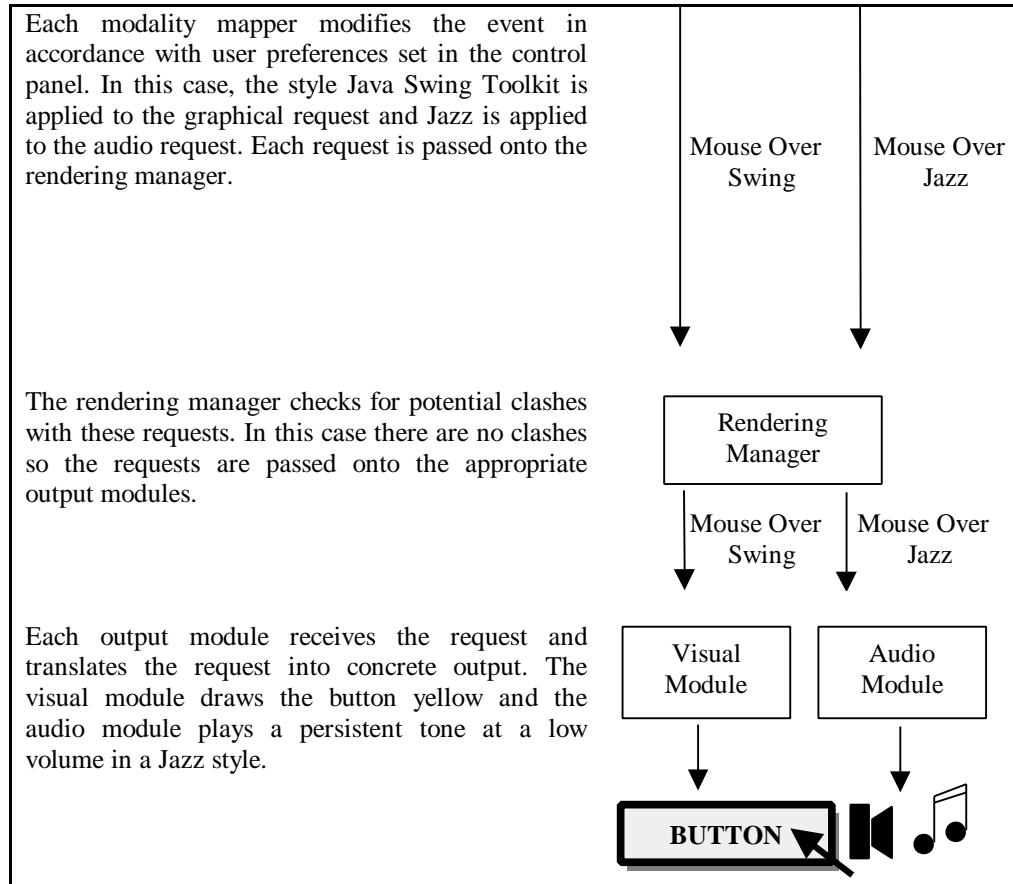 Each modality mapper modifies the event in
accordance with user preferences set in the control
panel. In this case, the style Java Swing Toolkit is
applied to the graphical request and Jazz is applied
to the audio request. Each request is passed onto the
rendering manager.
Mouse Over
Swing
Mouse Over
Jazz
The rendering manager checks for potential clashes
with these requests. In this case there are no clashes
so the requests are passed onto the appropriate
output modules.
Rendering
Manager
Mouse Over
Swing
Mouse Over
Jazz
Each output module receives the request and
translates the request into concrete output. The
visual module draws the button yellow and the
audio module plays a persistent tone at a low
volume in a Jazz style.
Visual
Module
Audio
Module
BUTTON